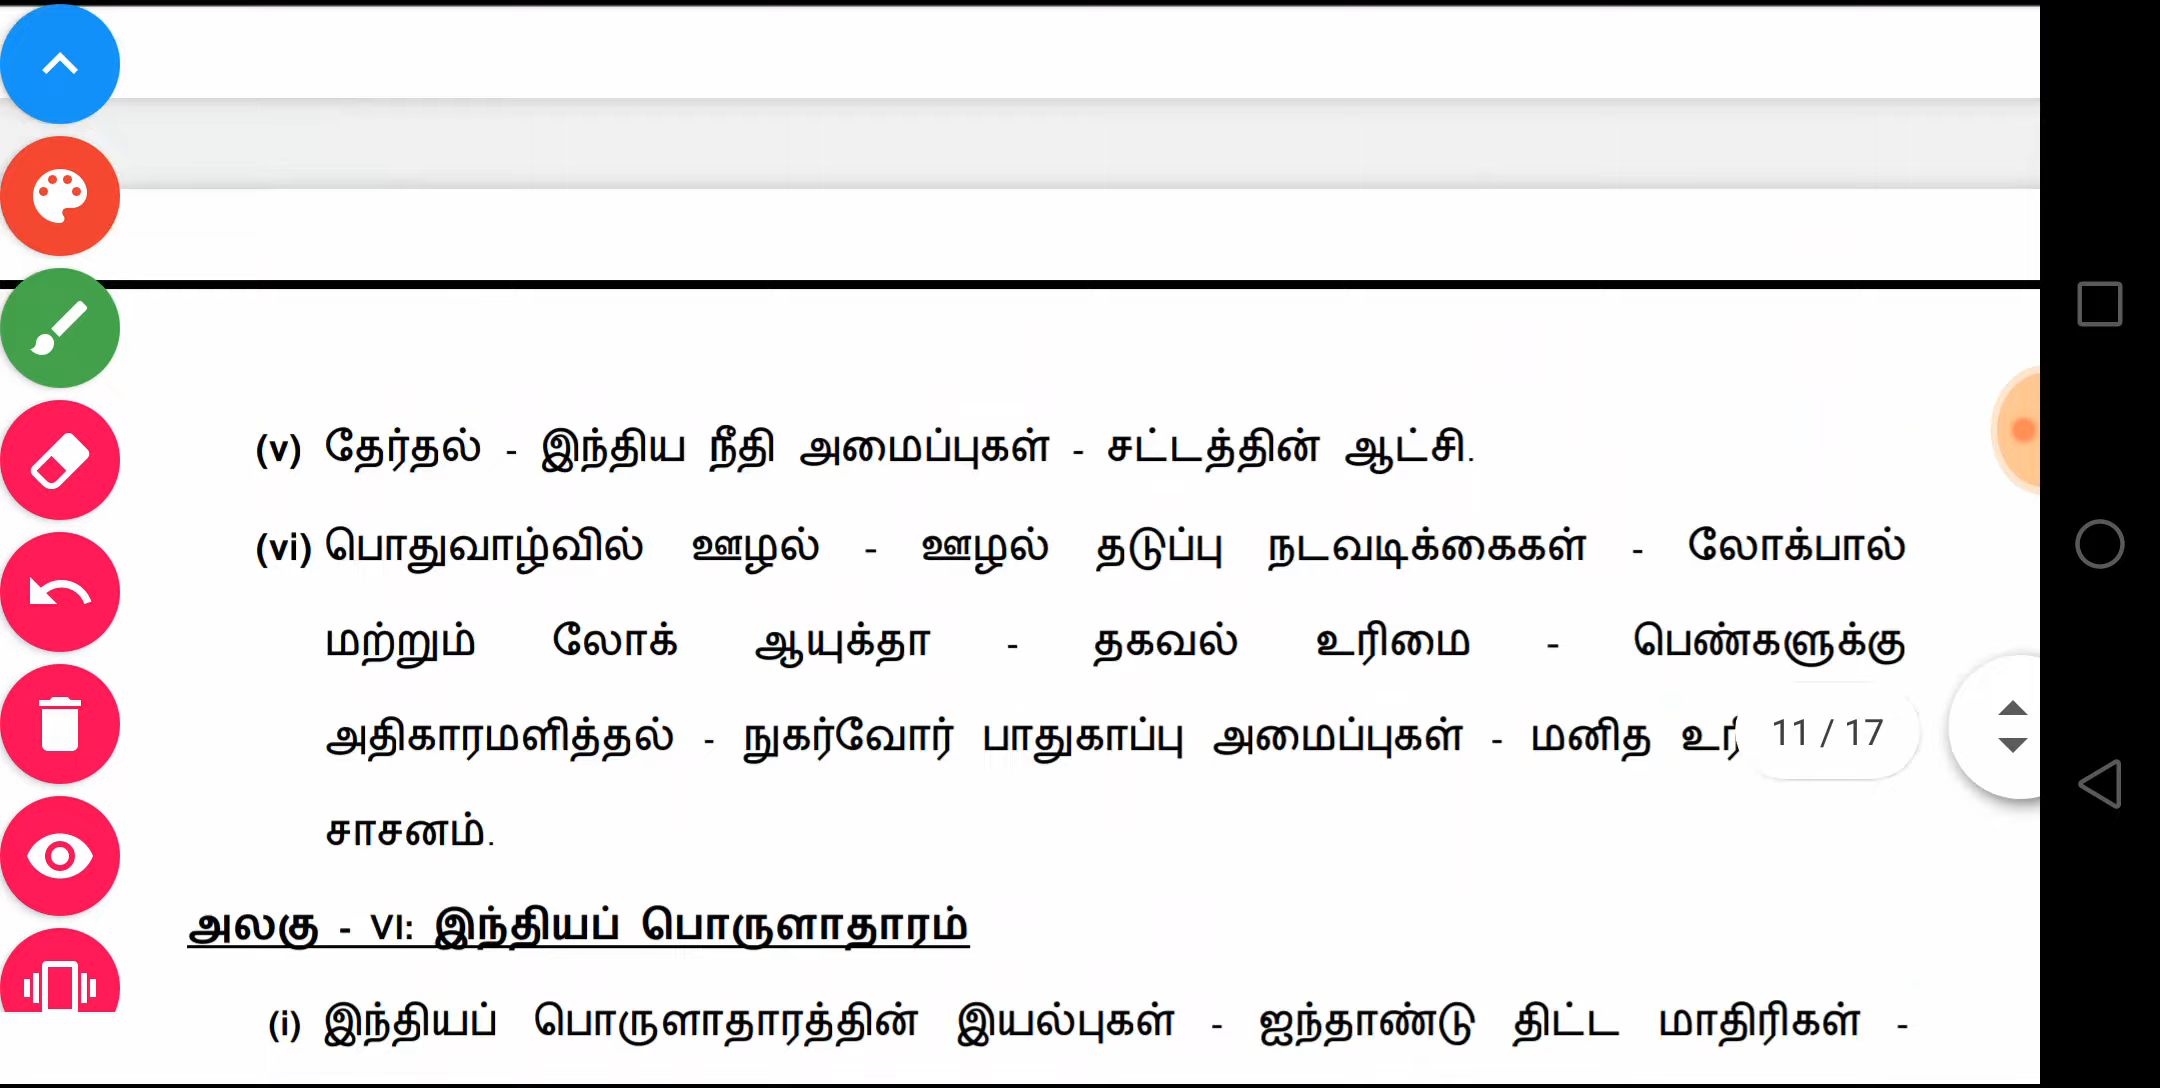 (v) தேர்தல் - இந்திய நீதி அமைப்புகள் - சட்டத்தின் ஆட்சி.
(vi) பொதுவாழ்வில் ஊழல் - ஊழல் தடுப்பு நடவடிக்கைகள் - லோக்பால்
மற்றும் லோக் ஆயுக்தா - தகவல் உரிமை - பெண்களுக்கு
அதிகாரமளித்தல் - நுகர்வோர் பாதுகாப்பு அமைப்புகள் - மனித
11 / 17
சாசனம்.
அலகு - VI: இந்தியப் பொருளாதாரம்
(i) இந்தியப் பொருளாதாரத்தின் இயல்புகள் - ஐந்தாண்டு திட்ட மாதிரிகள் -